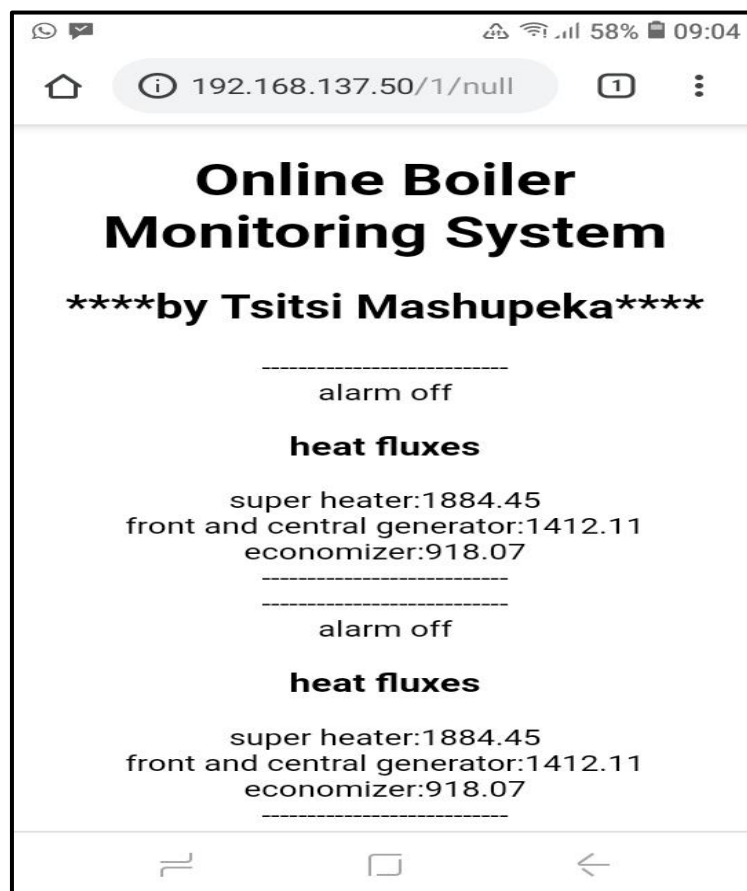 58% 09:04
192.168.137.50/1/null 1
Online Boiler
Monitoring System
****by Tsitsi Mashupeka****
---------------------------
alarm off
heat fluxes
super heater:1884.45
front and central generator:1412.11
economizer:918.07
---------------------------
---------------------------
alarm off
heat fluxes
super heater:1884.45
front and central generator:1412.11
economizer:918.07
---------------------------